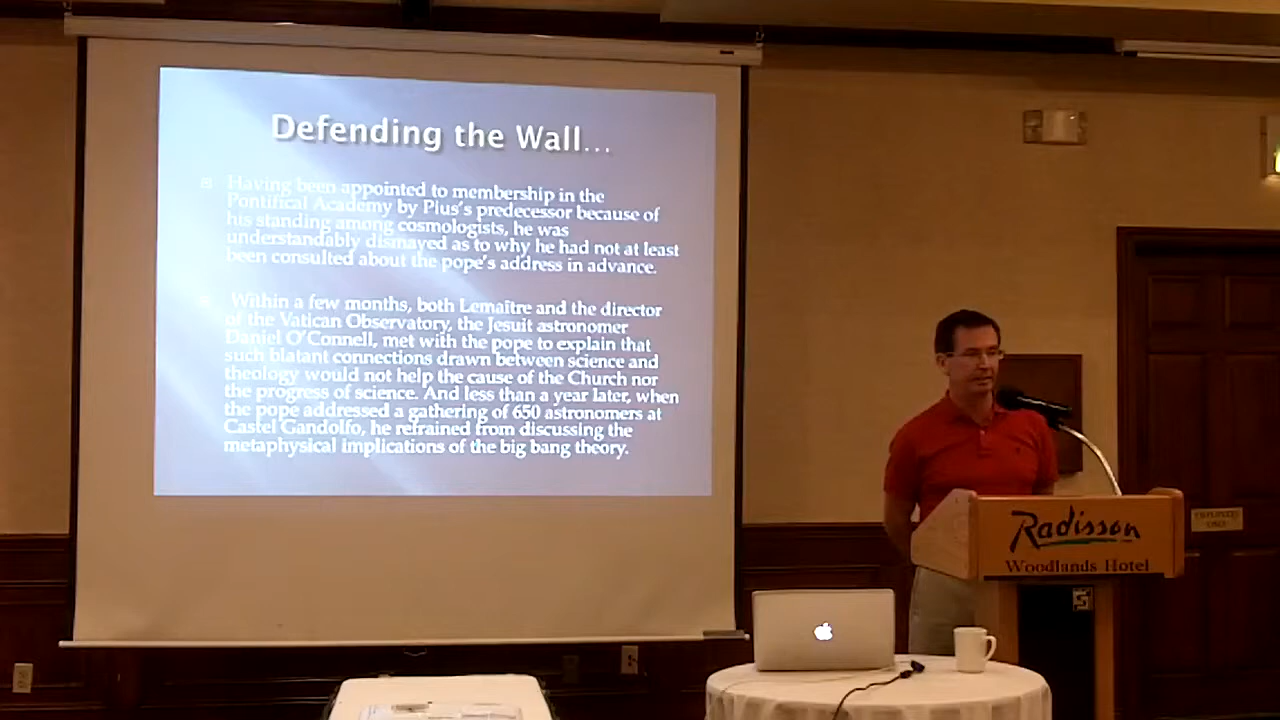 Defending the Wall...
Having been appointed to membership in the
Pontifical Academy by Pius's predecessor because of
his standing among cosmologists, he was
understandably dismayed as to why he had not at least
been consulted about the pope's address in advance.
Within a few months, both Lemaître and the director
of the Vatican Observatory, the Jesuit astronomer
Daniel O'Connell, met with the pope to explain that
such blatant connections drawn between science and
theology would not help the cause of the Church nor
the progress of science. And less than a year later, when
the pope addressed a gathering of 650 astronomers at
Castel Gandolfo, he refrained from discussing the
metaphysical implications of the big bang theory.
Radisson
Woodlands Hotel